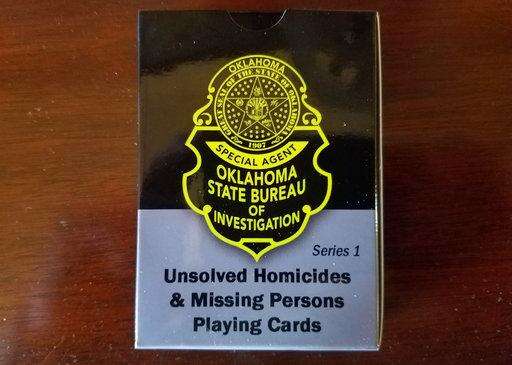 OKLAHOMA
GREAT SEAL OF THE STATE OF OKLAHOMA
1907
SPECIAL AGENT
OKLAHOMA
STATE BUREAU
OF
INVESTIGATION
Series 1
Unsolved Homicides
& Missing Persons
Playing Cards